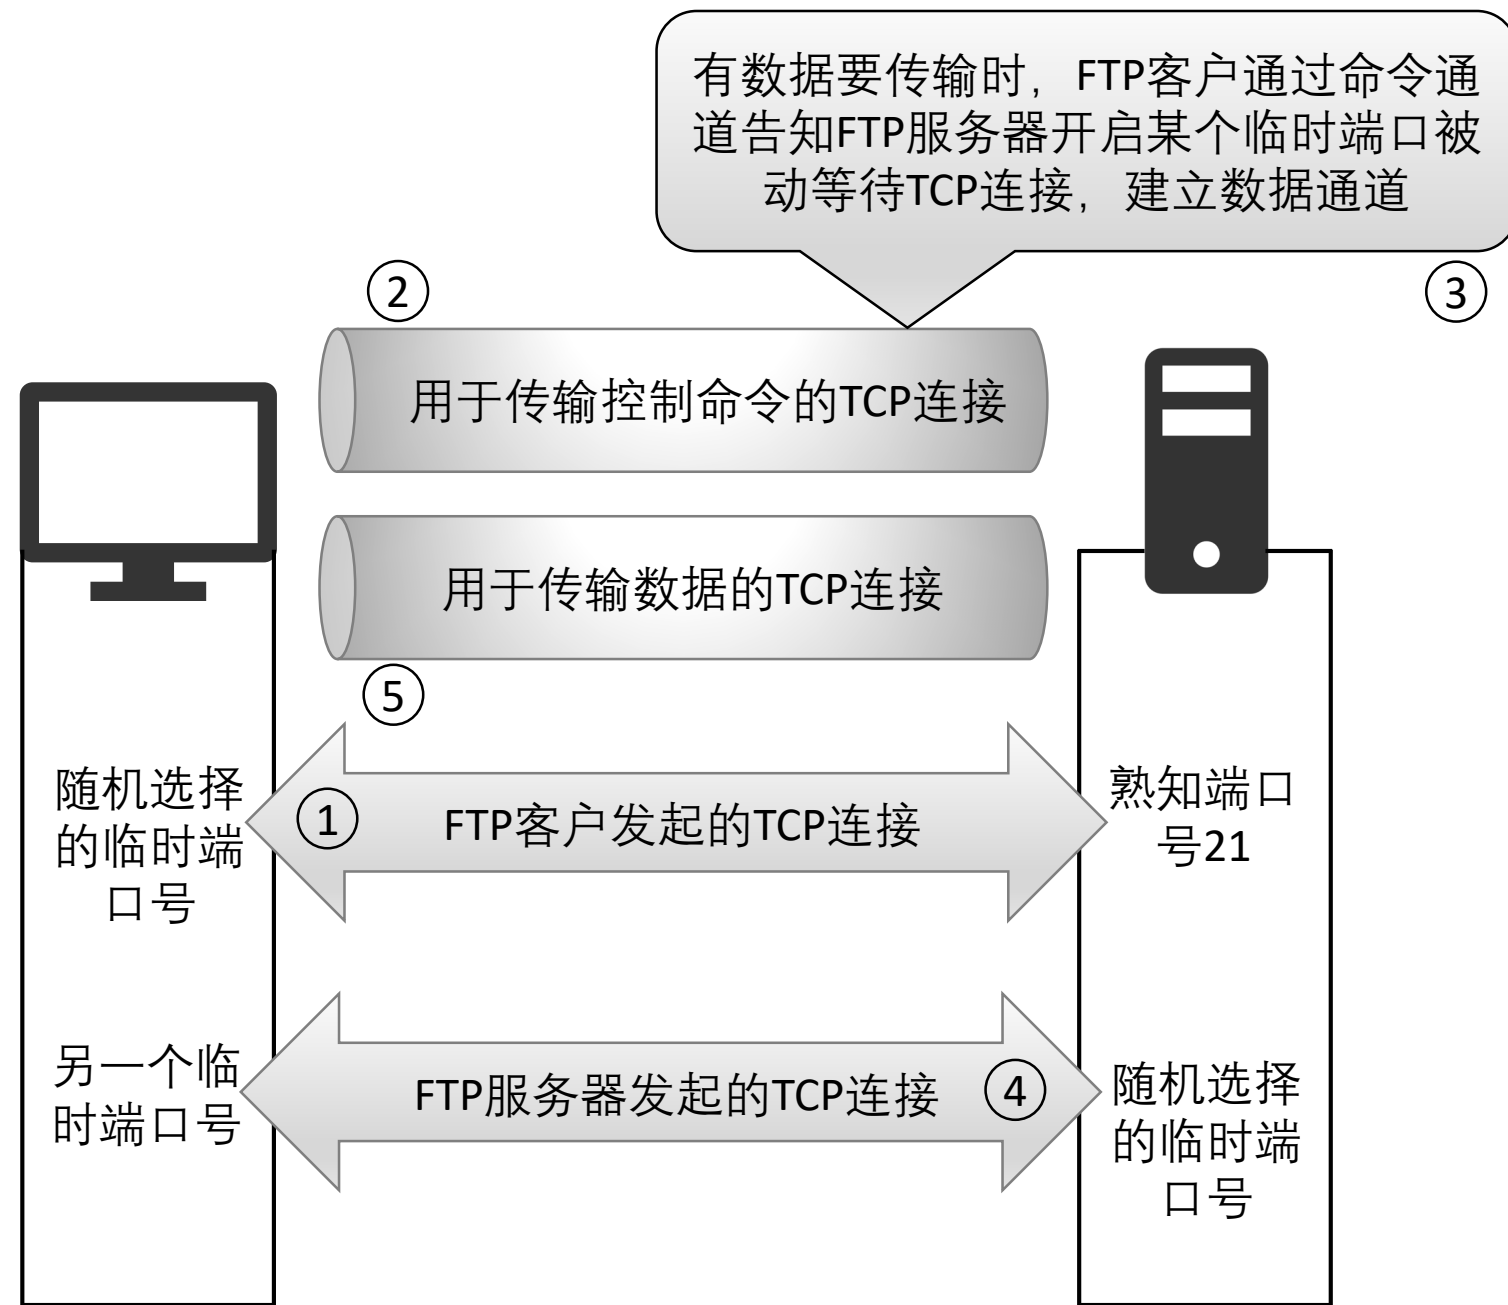 有数据要传输时，FTP客户通过命令通
道告知FTP服务器开启某个临时端口被
动等待TCP连接，建立数据通道
②
③
用于传输控制命令的TCP连接
用于传输数据的TCP连接
⑤
随机选择
的临时端
口号
①
FTP客户发起的TCP连接
熟知端口
号21
另一个临
时端口号
FTP服务器发起的TCP连接
④
随机选择
的临时端
口号